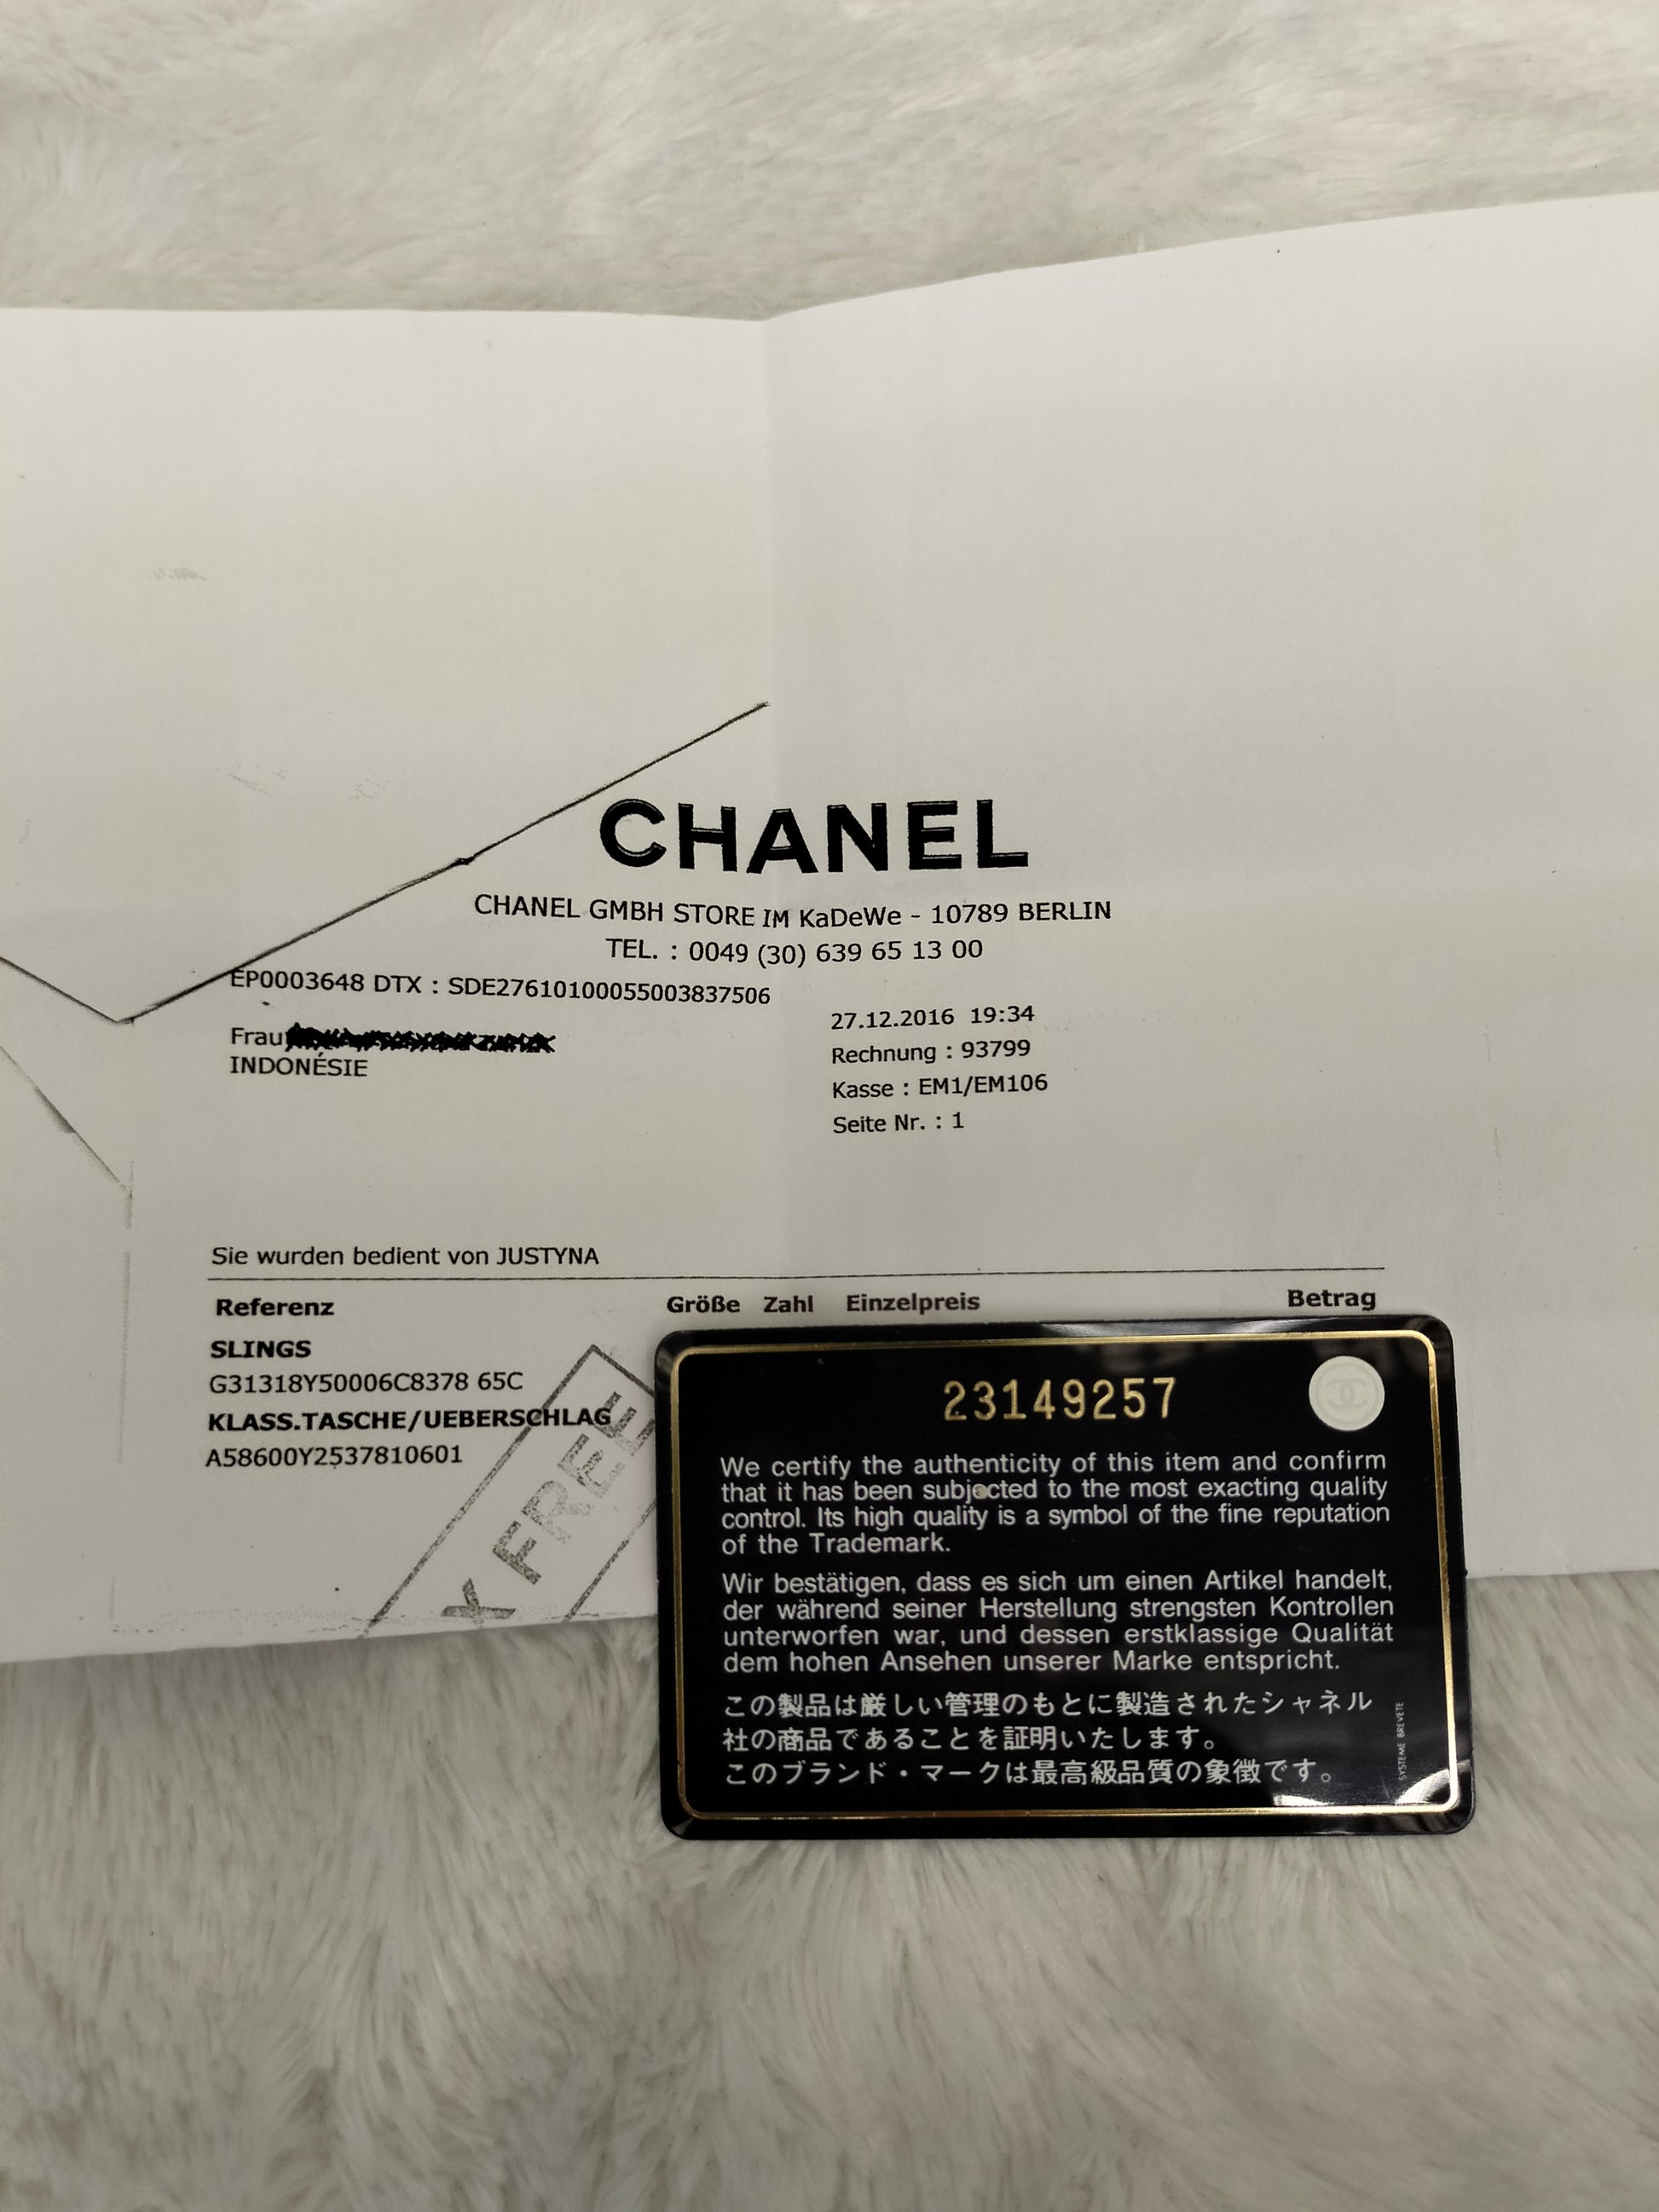 CHANEL
CHANEL GMBH STORE IM KaDeWe - 10789 BERLIN
TEL. : 0049 (30) 639 65 13 00
EP0003648 DTX : SDE27610100055003837506
Frau
INDONÉSIE
27.12.2016 19:34
Rechnung : 93799
Kasse : EM1/EM106
Seite Nr. : 1
Sie wurden bedient von JUSTYNA
Referenz Größe Zahl Einzelpreis Betrag
SLINGS
G31318Y50006C8378 65C
KLASS.TASCHE/UEBERSCHLAG
A58600Y2537810601
X FREE
23149257
We certify the authenticity of this item and confirm
that it has been subjected to the most exacting quality
control. Its high quality is a symbol of the fine reputation
of the Trademark.
Wir bestätigen, dass es sich um einen Artikel handelt,
der während seiner Herstellung strengsten Kontrollen
unterworfen war, und dessen erstklassige Qualität
dem hohen Ansehen unserer Marke entspricht.
この製品は厳しい管理のもとに製造されたシャネル
社の商品であることを証明いたします。
このブランド・マークは最高級品質の象徴です。
SYSTEME BREVETE